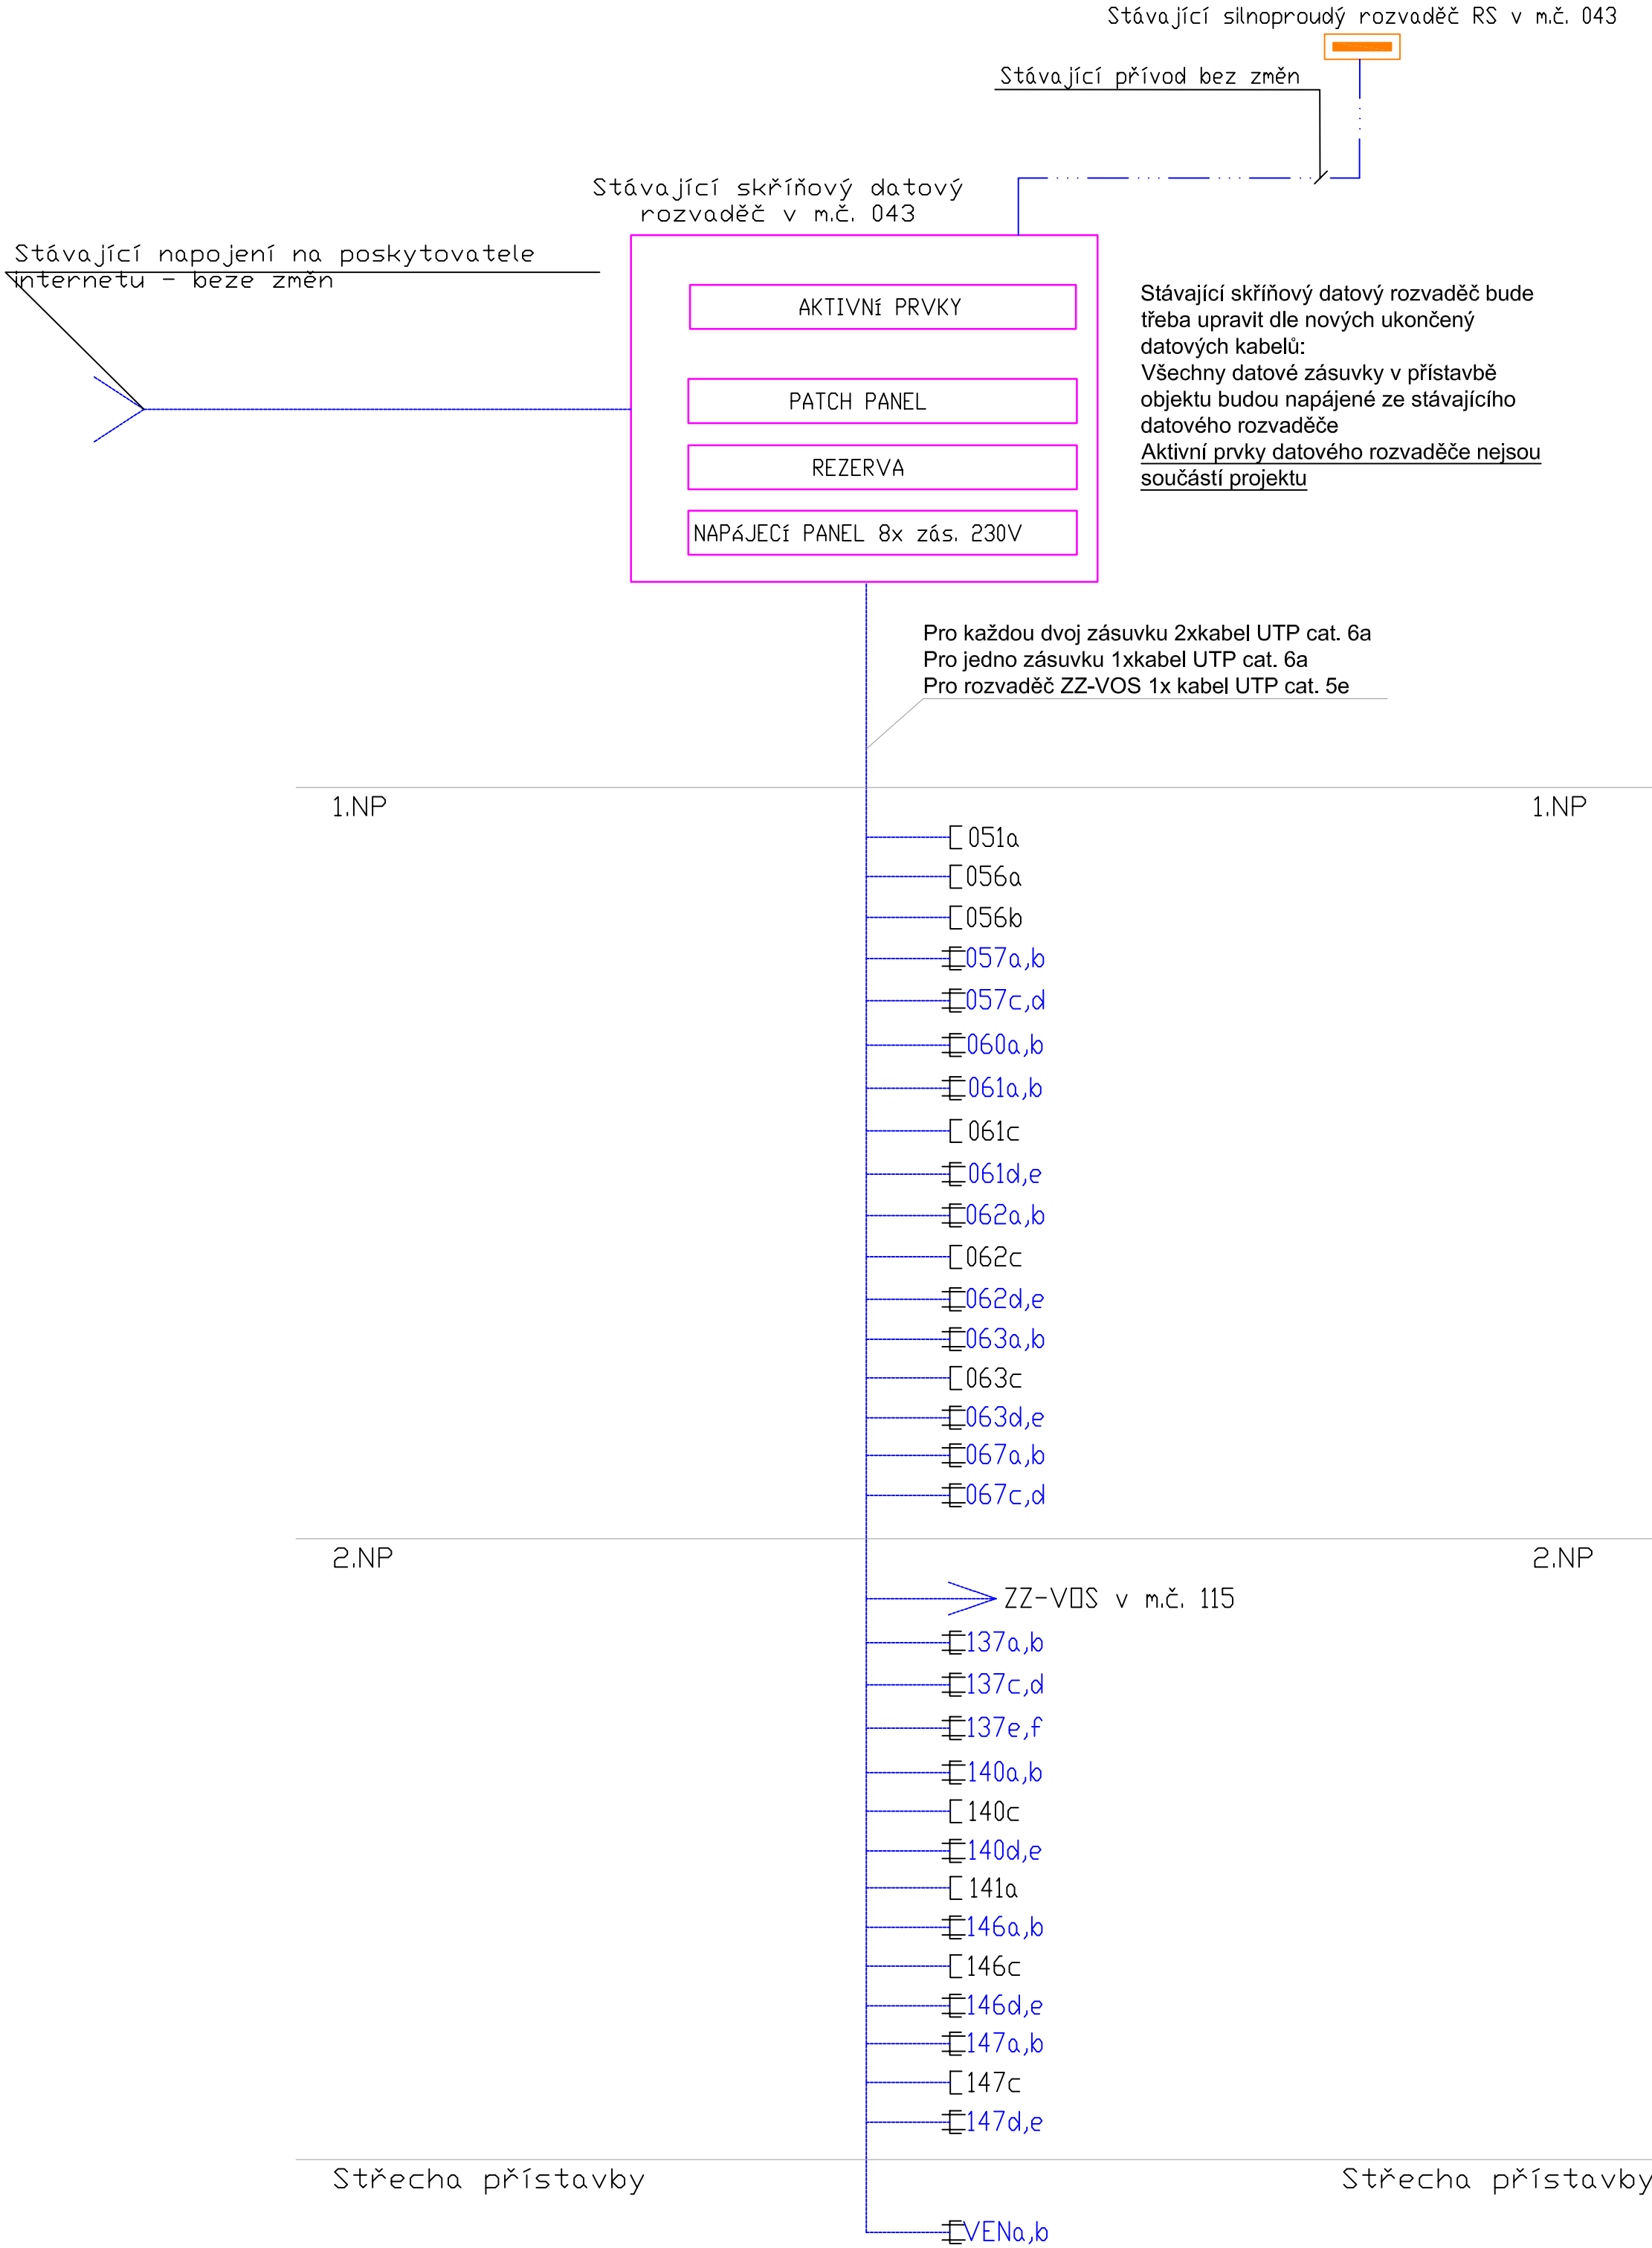 Stávající silnoproudý rozvaděč RS v m.č. 043
Stávající přívod bez změn
Stávající skříňový datový
rozvaděč v m.č. 043
Stávající napojení na poskytovatele
internetu - beze změn
AKTIVNÍ PRVKY
PATCH PANEL
REZERVA
NAPÁJECÍ PANEL 8x zás. 230V
Stávající skříňový datový rozvaděč bude
třeba upravit dle nových ukončený
datových kabelů:
Všechny datové zásuvky v přístavbě
objektu budou napájené ze stávajícího
datového rozvaděče
Aktivní prvky datového rozvaděče nejsou
součástí projektu
Pro každou dvoj zásuvku 2xkabel UTP cat. 6a
Pro jedno zásuvku 1xkabel UTP cat. 6a
Pro rozvaděč ZZ-VOS 1x kabel UTP cat. 5e
1.NP
1.NP
051a
056a
056b
057a,b
057c,d
060a,b
061a,b
061c
061d,e
062a,b
062c
062d,e
063a,b
063c
063d,e
067a,b
067c,d
2.NP
2.NP
ZZ-VOS v m.č. 115
137a,b
137c,d
137e,f
140a,b
140c
140d,e
141a
146a,b
146c
146d,e
147a,b
147c
147d,e
Střecha přístavby
Střecha přístavby
VENa,b